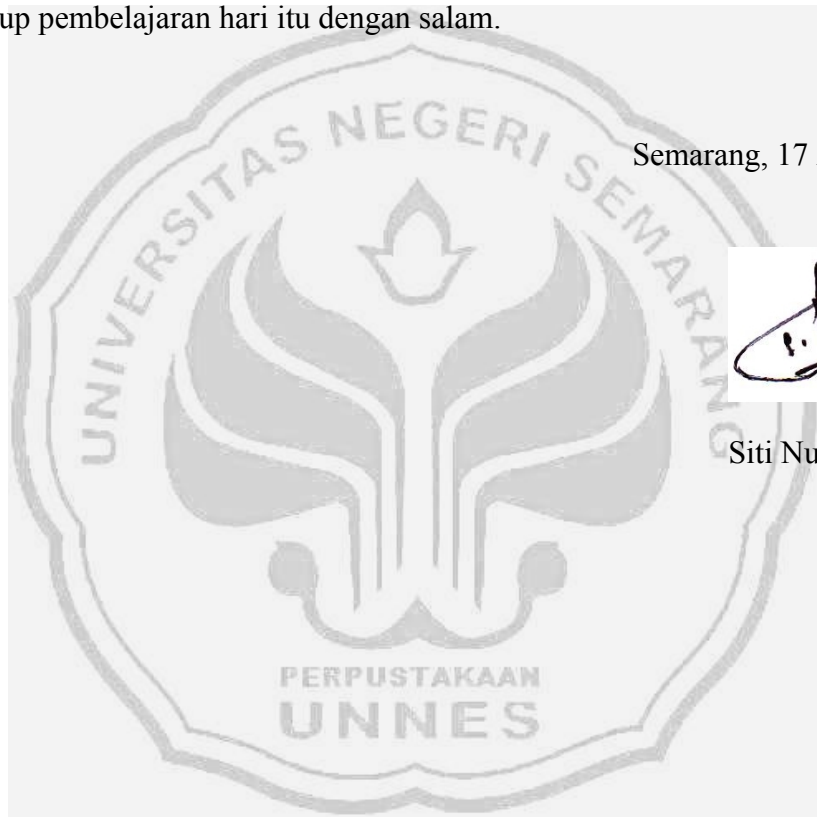 up pembelajaran hari itu dengan salam.
UNIVERSITAS NEGERI SEMARANG
Semarang, 17
Siti Nu
PERPUSTAKAAN
UNNES